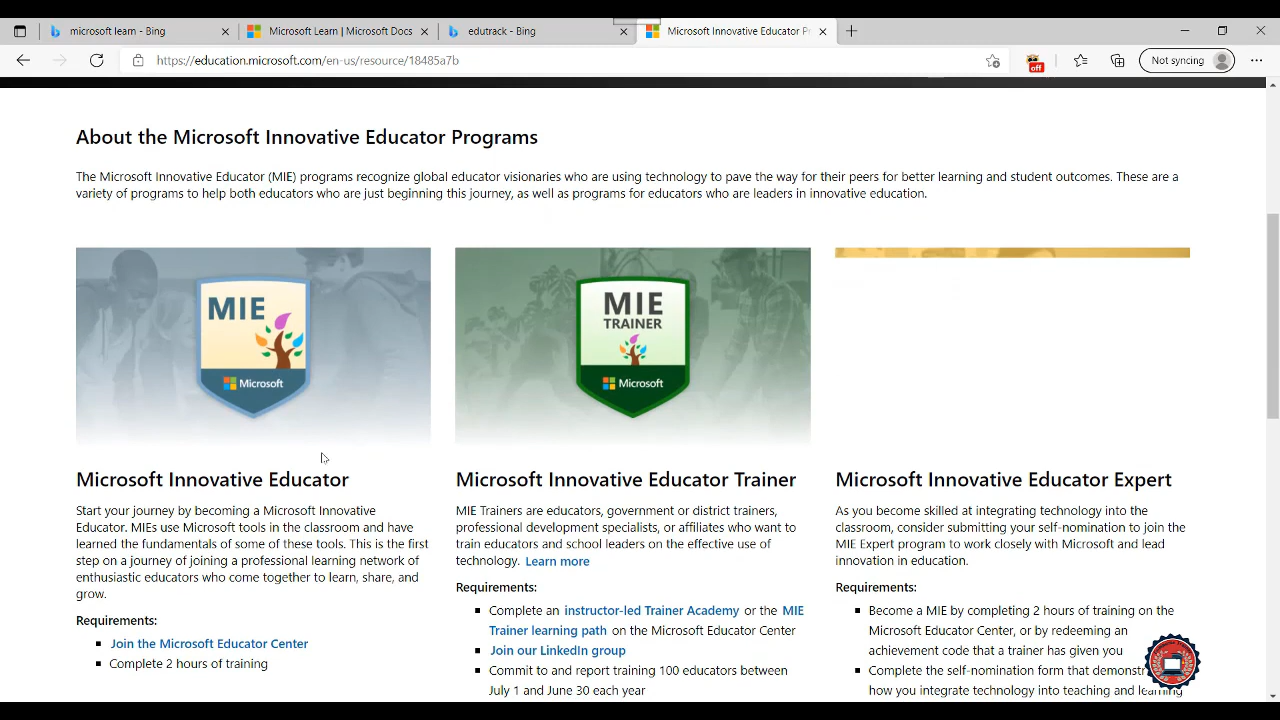 microsoft learn - Bing
Microsoft Learn | Microsoft Docs
edutrack - Bing
Microsoft Innovative Educator P
https://education.microsoft.com/en-us/resource/18485a7b
off
Not syncing
About the Microsoft Innovative Educator Programs
The Microsoft Innovative Educator (MIE) programs recognize global educator visionaries who are using technology to pave the way for their peers for better learning and student outcomes. These are a
variety of programs to help both educators who are just beginning this journey, as well as programs for educators who are leaders in innovative education.
MIE
Microsoft
MIE
TRAINER
Microsoft
Microsoft Innovative Educator
Start your journey by becoming a Microsoft Innovative
Educator. MIEs use Microsoft tools in the classroom and have
learned the fundamentals of some of these tools. This is the first
step on a journey of joining a professional learning network of
enthusiastic educators who come together to learn, share, and
grow.
Requirements:
Join the Microsoft Educator Center
Complete 2 hours of training
Microsoft Innovative Educator Trainer
MIE Trainers are educators, government or district trainers,
professional development specialists, or affiliates who want to
train educators and school leaders on the effective use of
technology. Learn more
Requirements:
Complete an instructor-led Trainer Academy or the MIE
Trainer learning path on the Microsoft Educator Center
Join our LinkedIn group
Commit to and report training 100 educators between
July 1 and June 30 each year
Microsoft Innovative Educator Expert
As you become skilled at integrating technology into the
classroom, consider submitting your self-nomination to join the
MIE Expert program to work closely with Microsoft and lead
innovation in education.
Requirements:
Become a MIE by completing 2 hours of training on the
Microsoft Educator Center, or by redeeming an
achievement code that a trainer has given you
Complete the self-nomination form that demonst
how you integrate technology into teaching and learning